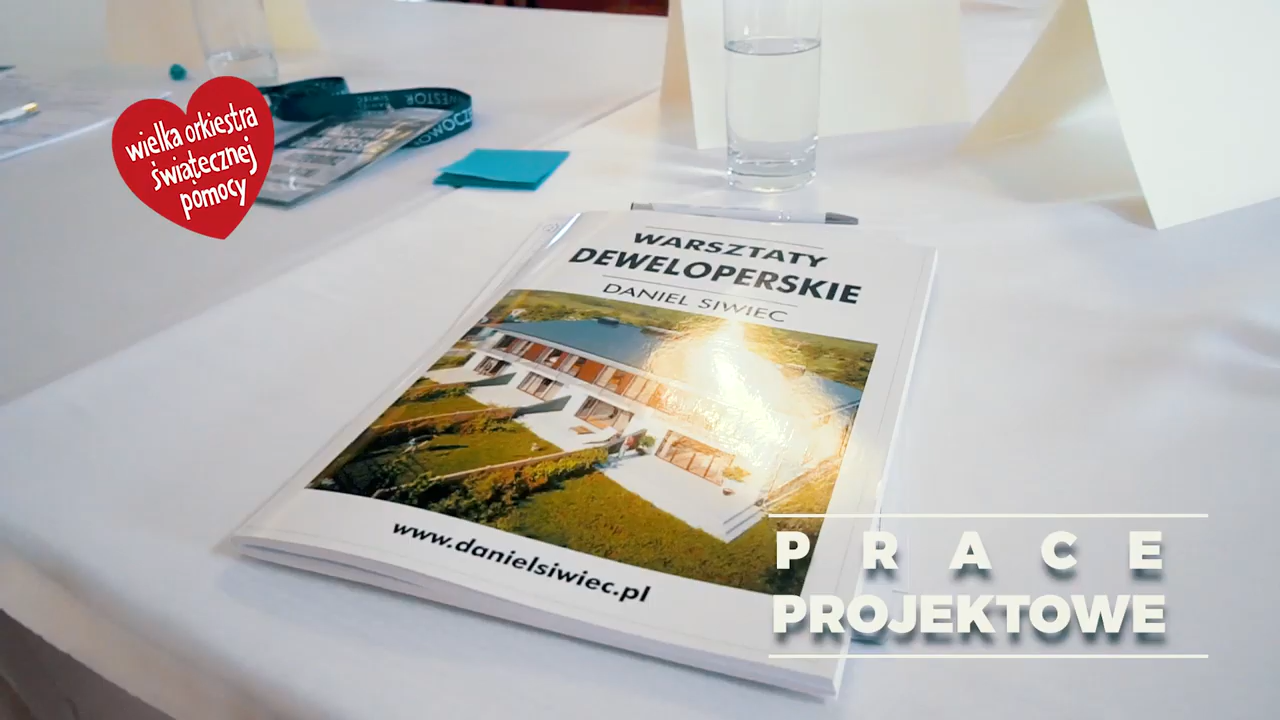 wielka orkiestra
świątecznej
pomocy
WARSZTATY
DEWELOPERSKIE
DANIEL SIWIEC
www.danielsiwiec.pl
PRACE
PROJEKTOWE